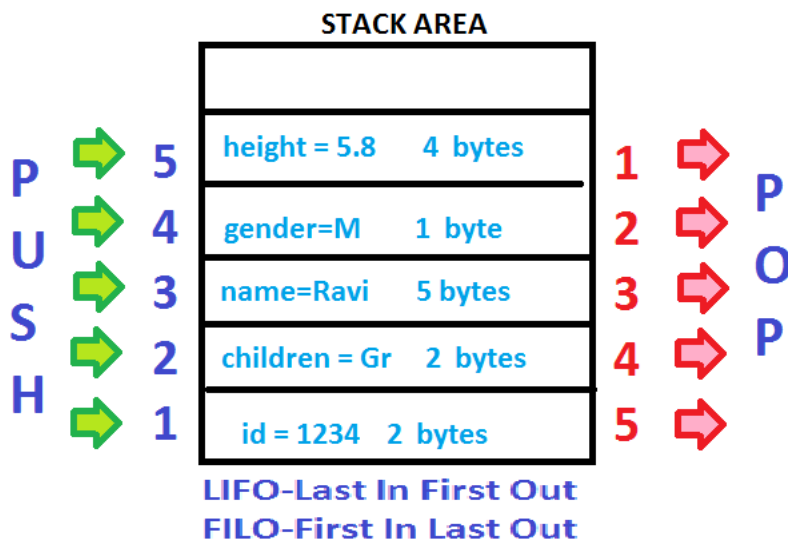 STACK AREA
PUSH
5 height = 5.8 4 bytes 1
4 gender=M 1 byte 2
3 name=Ravi 5 bytes 3
2 children = Gr 2 bytes 4
1 id = 1234 2 bytes 5
POP
LIFO-Last In First Out
FILO-First In Last Out